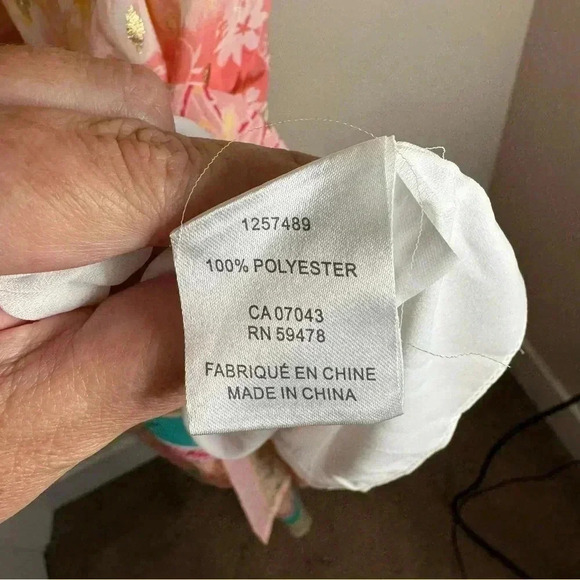 1257489
100% POLYESTER
CA 07043
RN 59478
FABRIQUÉ EN CHINE
MADE IN CHINA